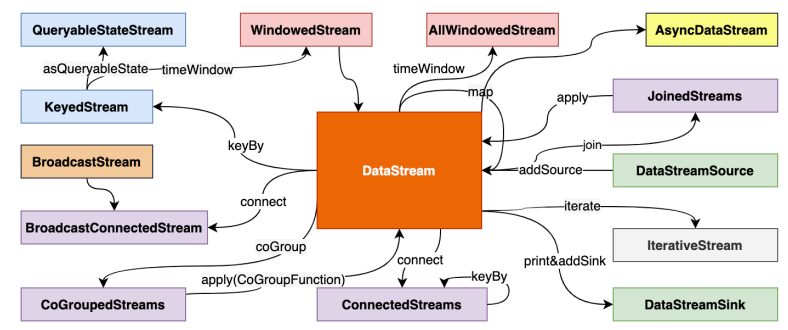 QueryableStateStream
WindowedStream
AllWindowedStream
AsyncDataStream
asQueryableState
timeWindow
timeWindow
map
KeyedStream
apply
JoinedStreams
keyBy
join
BroadcastStream
DataStream
addSource
DataStreamSource
connect
iterate
BroadcastConnectedStream
coGroup
IterativeStream
connect
print&addSink
apply(CoGroupFunction)
keyBy
CoGroupedStreams
ConnectedStreams
DataStreamSink